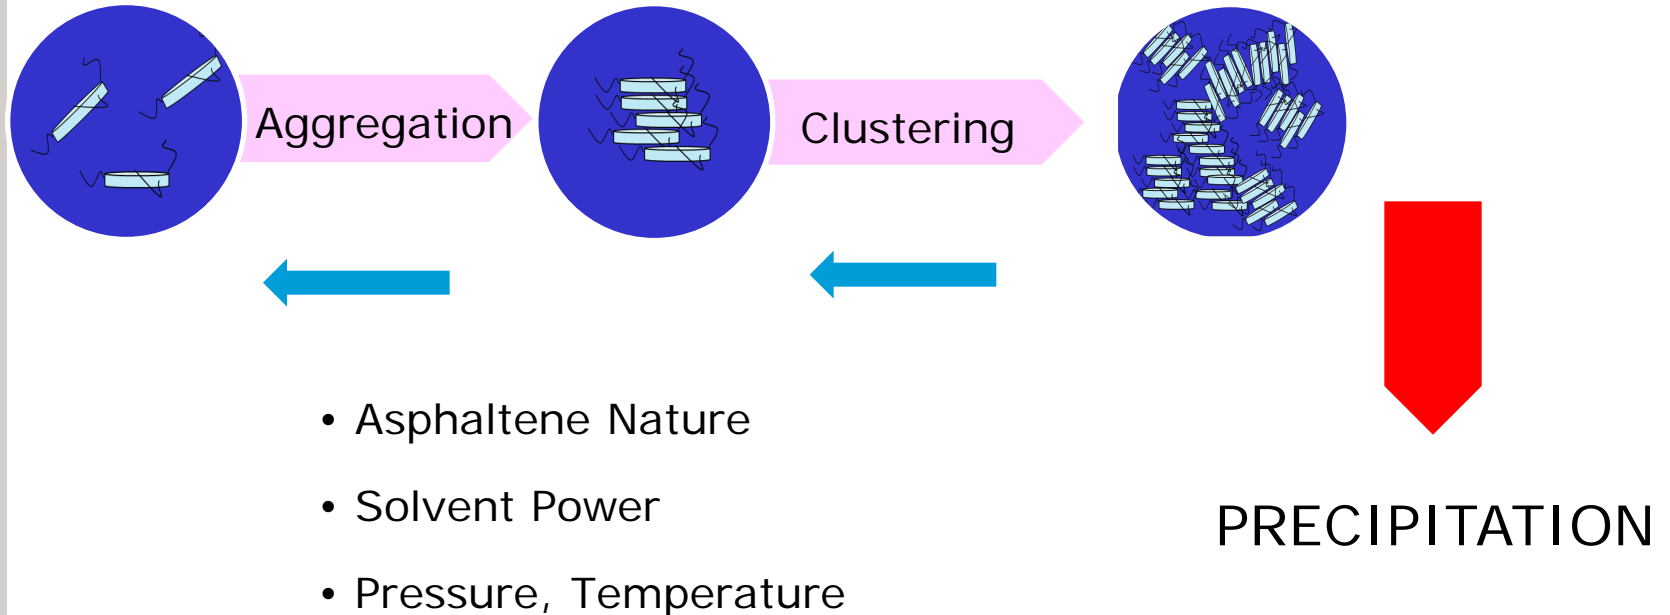 Aggregation
Clustering
• Asphaltene Nature
• Solvent Power
• Pressure, Temperature
PRECIPITATION